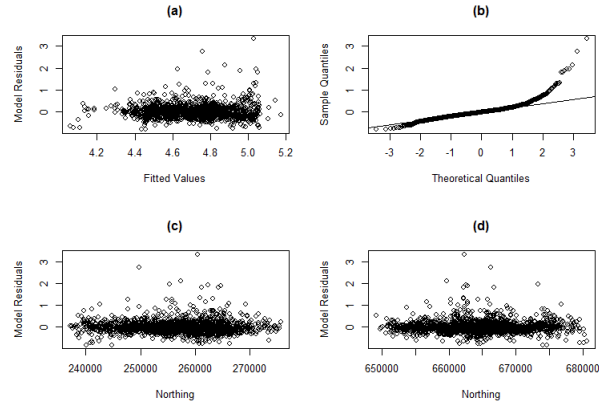 (a)
Model Residuals
3
2
1
0
4.2 4.4 4.6 4.8 5.0 5.2
Fitted Values
(b)
Sample Quantiles
3
2
1
0
-3 -2 -1 0 1 2 3
Theoretical Quantiles
(c)
Model Residuals
3
2
1
0
240000 250000 260000 270000
Northing
(d)
Model Residuals
3
2
1
0
650000 660000 670000 680000
Northing